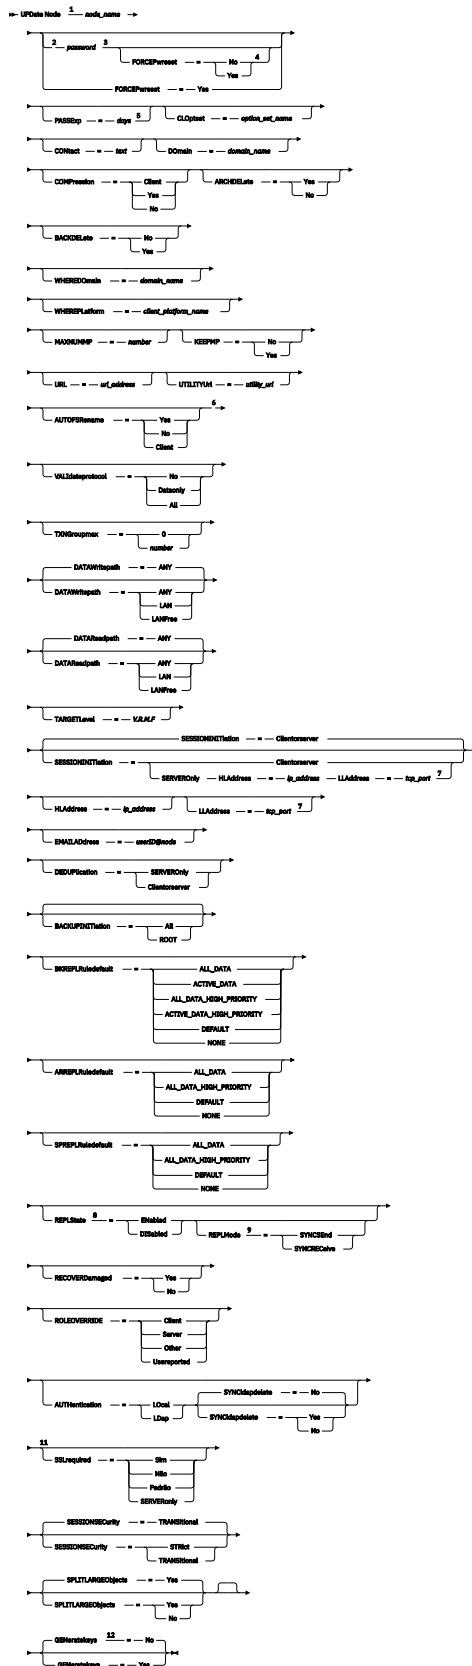 UPDate Node 1 node_name
2 password 3
FORCEPwreset = No 4
Yes
FORCEPwreset = Yes
PASSExp = days 5 CLOptset = option_set_name
CONtact = text DOmain = domain_name
COMPression = Client ARCHDELete = Yes
Yes No
No
BACKDELete = No
Yes
WHEREDOmain = domain_name
WHEREPLatform = client_platform_name
MAXNUMMP = number KEEPMP = No
Yes
URL = url_address UTILITYUrl = utility_url
6
AUTOFSRename = Yes
No
Client
VALIdateprotocol = No
Dataonly
All
TXNGroupmax = 0
number
DATAWritepath = ANY
DATAWritepath = ANY
LAN
LANFree
DATAReadpath = ANY
DATAReadpath = ANY
LAN
LANFree
TARGETLevel = V.R.M.F
SESSIONINITiation = Clientorserver
SESSIONINITiation = Clientorserver
SERVEROnly HLAddress = ip_address LLAddress = tcp_port 7
HLAddress = ip_address LLAddress = tcp_port 7
EMAILADdress = userID@node
DEDUPlication = SERVEROnly
Clientorserver
BACKUPINITiation = All
ROOT
BKREPLRuledefault = ALL_DATA
ACTIVE_DATA
ALL_DATA_HIGH_PRIORITY
ACTIVE_DATA_HIGH_PRIORITY
DEFAULT
NONE
ARREPLRuledefault = ALL_DATA
ALL_DATA_HIGH_PRIORITY
DEFAULT
NONE
SPREPLRuledefault = ALL_DATA
ALL_DATA_HIGH_PRIORITY
DEFAULT
NONE
REPLState 8 = ENabled
DISabled
REPLMode 9 = SYNCSEnd
SYNCRECeive
RECOVERDamaged = Yes
No
ROLEOVERRIDE = Client
Server
Other
Usereported
AUTHentication = LOcal
LDap
SYNCldapdelete = No
SYNCldapdelete = Yes
No
11
SSLrequired = Sim
Não
Padrão
SERVERonly
SESSIONSECurity = TRANSitional
SESSIONSECurity = STRict
TRANSitional
SPLITLARGEObjects = Yes
SPLITLARGEObjects = Yes
No
GENeratekeys 12 = No
GENeratekeys = Yes